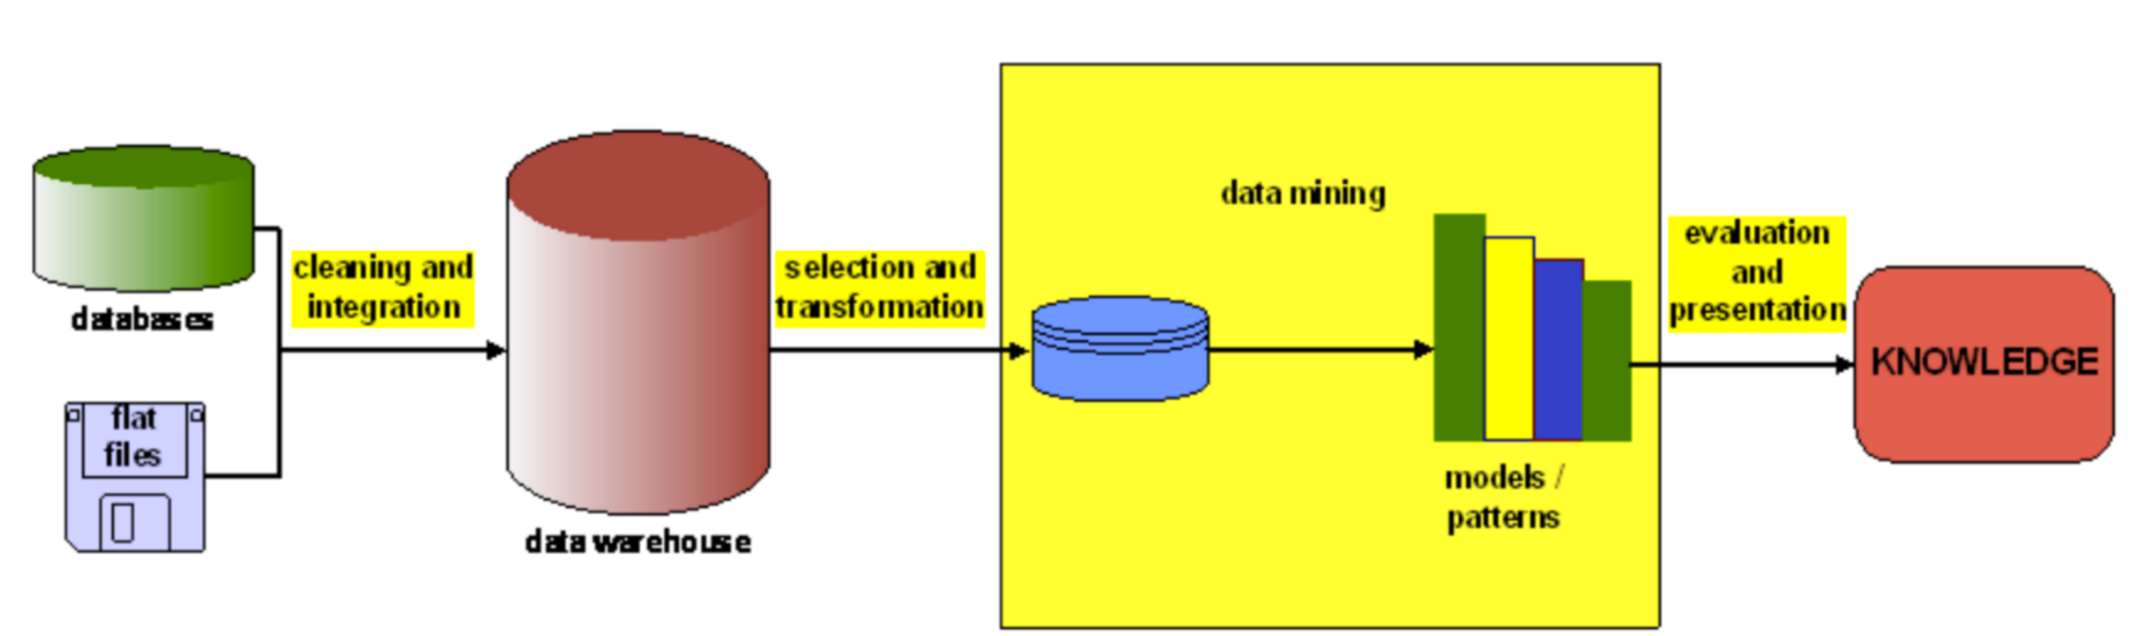 databases
flat
files
cleaning and
integration
data warehouse
selection and
transformation
data mining
models /
patterns
evaluation
and
presentation
KNOWLEDGE